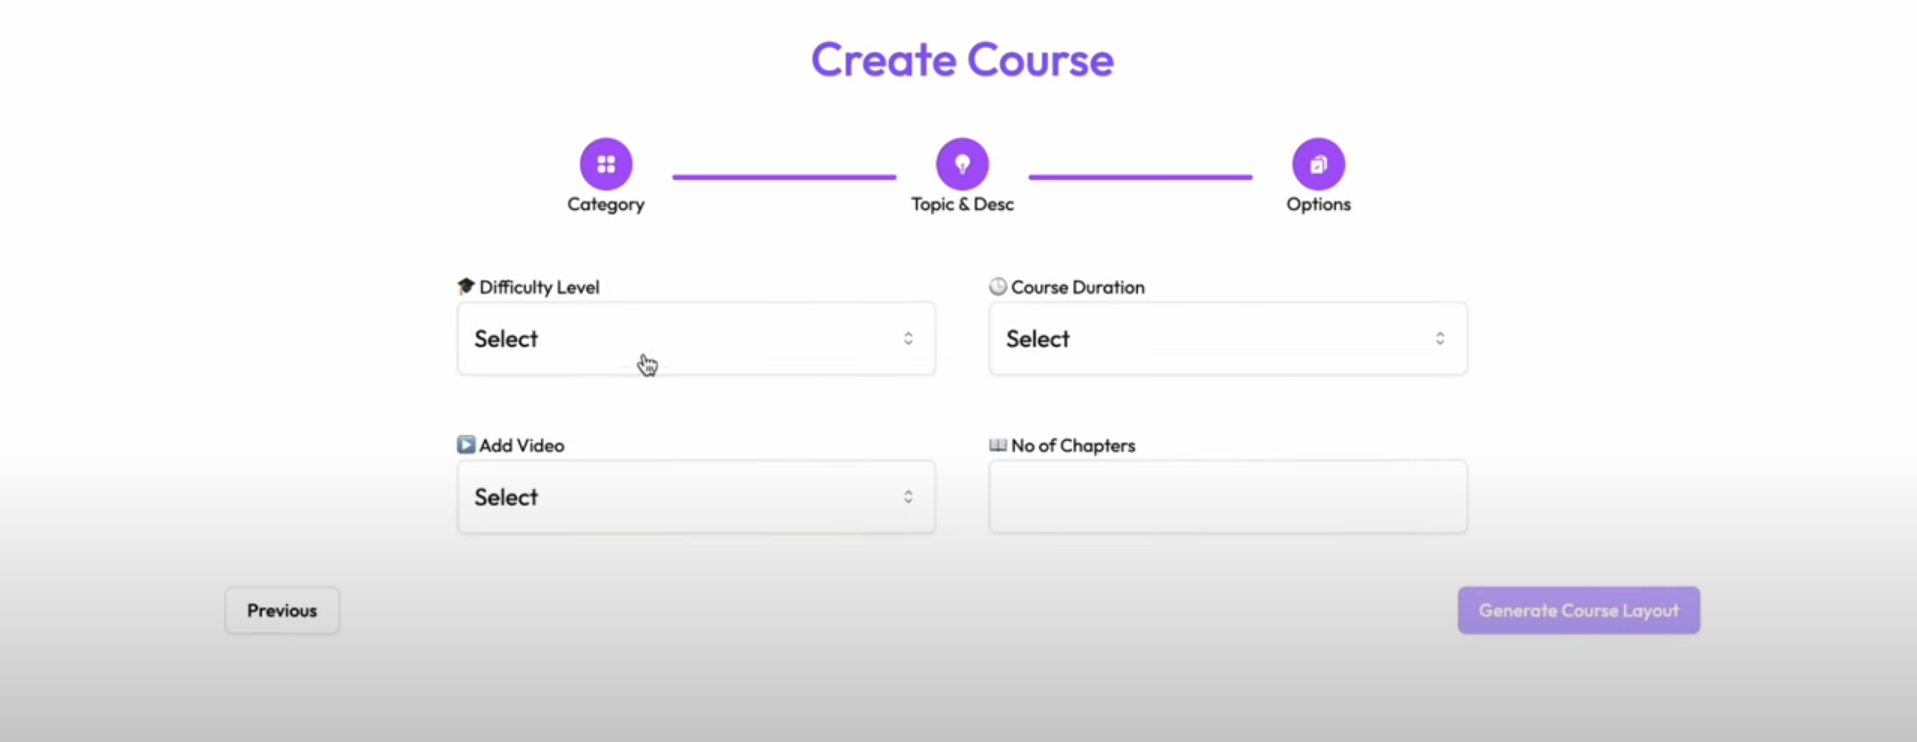 Create Course
Category
Topic & Desc
Options
Difficulty Level
Course Duration
Select
Select
Add Video
No of Chapters
Select
Previous
Generate Course Layout